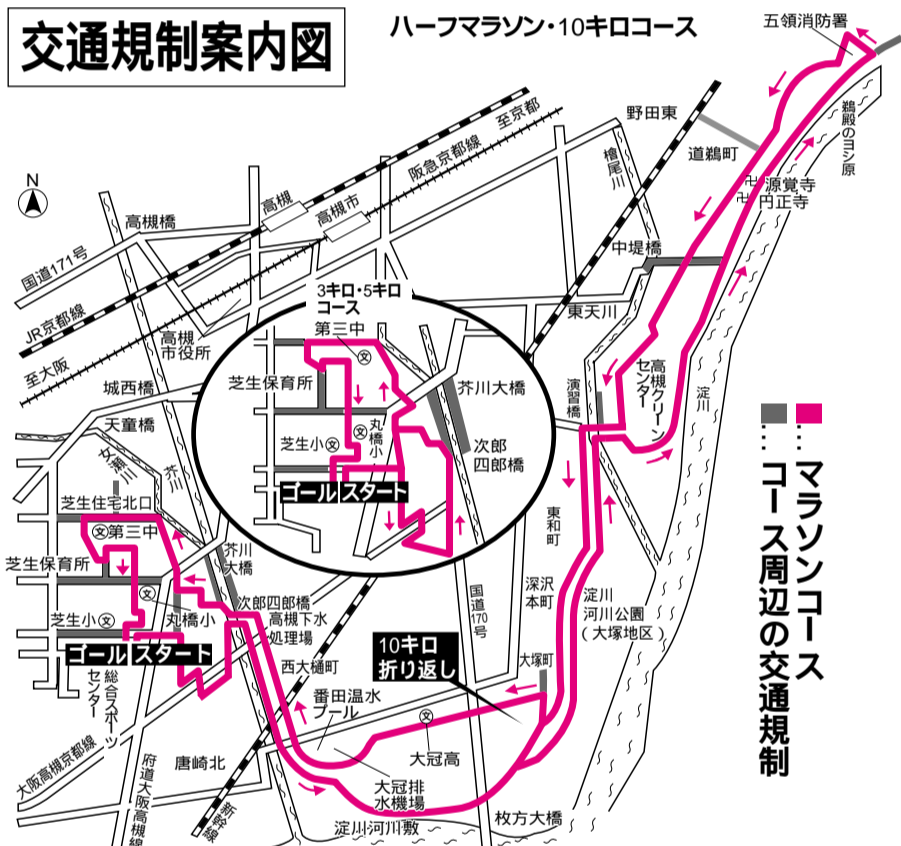 交通規制案内図
ハーフマラソン・10キロコース
五領消防署
鵜殿のヨシ原
野田東
道鵜町
檜尾川
至京都
阪急京都線
源覚寺
円正寺
N
高槻
高槻市
高槻橋
中堤橋
国道171号
3キロ・5キロ
コース
東天川
JR京都線
高槻
市役所
第三中
文
至大阪
芝生保育所
芥川大橋
高槻クリーン
センター
淀川
城西橋
演習橋
天童橋
芝生小文
文丸橋小
次郎
四郎橋
女瀬川
芥川
ゴール スタート
…マラソンコース
…コース周辺の交通規制
芝生住宅北口
文第三中
東和町
芥川
大橋
芝生保育所
国道170号
深沢
本町
淀川
河川公園
(大塚地区)
文
丸橋小
次郎四郎橋
高槻下水
処理場
芝生小文
ゴール スタート
10キロ
折り返し
大塚町
西大樋町
総合スポーツ
センター
番田温水
プール
文
大冠高
大阪高槻京都線
唐崎北
府道大阪高槻線
大冠排
水機場
新幹線
淀川河川敷
枚方大橋